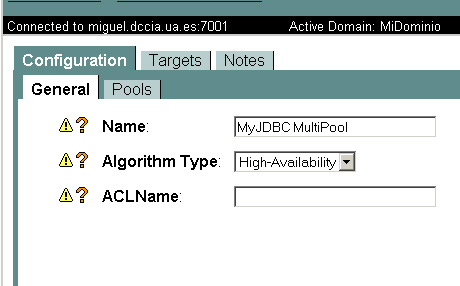 Connected to miguel.dccia.ua.es:7001 Active Domain: MiDominio
Configuration Targets Notes
General Pools
Name: MyJDBC MultiPool
Algorithm Type: High-Availability
ACLName: